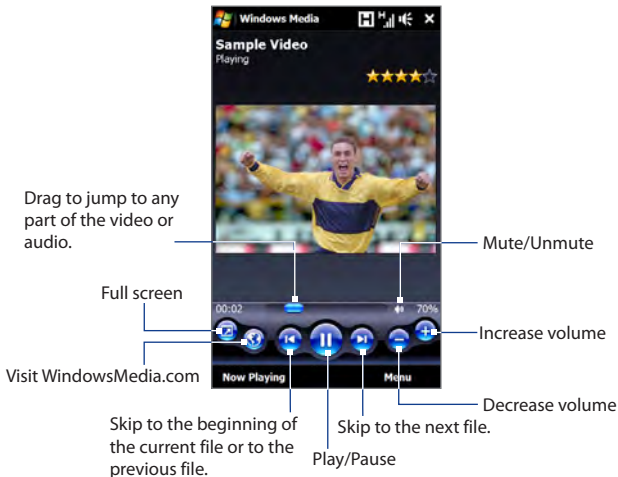 Windows Media
H
Sample Video
Playing
Drag to jump to any
part of the video or
audio.
Mute/Unmute
Full screen
00:02
70%
Increase volume
Visit WindowsMedia.com
Now Playing
Menu
Decrease volume
Skip to the beginning of
the current file or to the
previous file.
Skip to the next file.
Play/Pause